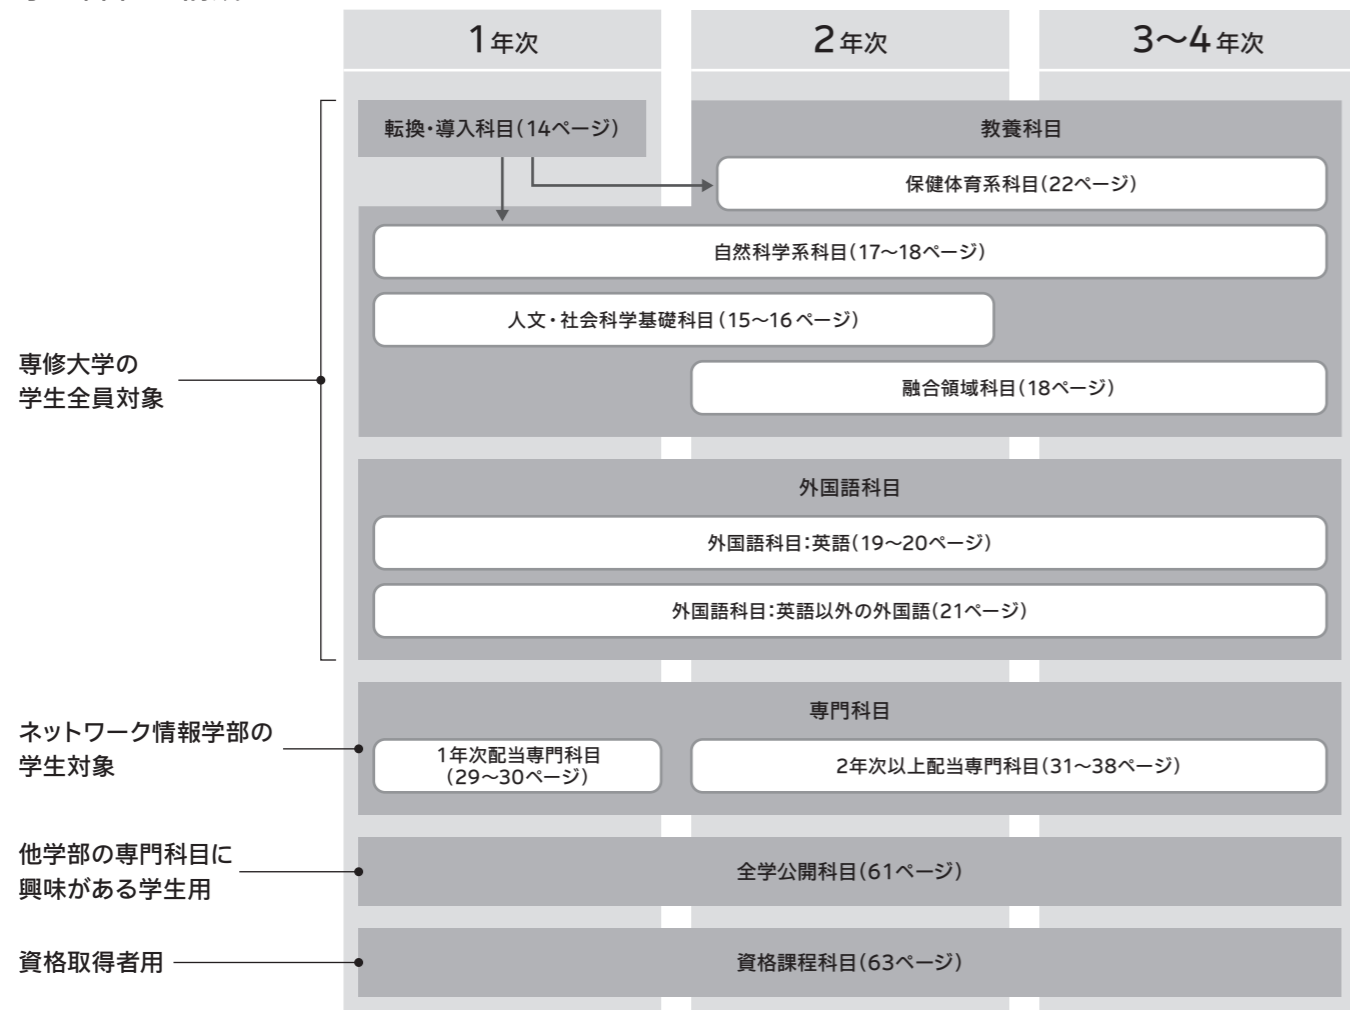 1年次
2年次
3〜4年次
転換・導入科目(14ページ)
教養科目
保健体育系科目(22ページ)
自然科学系科目(17〜18ページ)
人文・社会科学基礎科目(15〜16ページ)
融合領域科目(18ページ)
専修大学の
学生全員対象
外国語科目
外国語科目:英語(19〜20ページ)
外国語科目:英語以外の外国語(21ページ)
ネットワーク情報学部の
学生対象
専門科目
1年次配当専門科目
(29〜30ページ)
2年次以上配当専門科目(31〜38ページ)
他学部の専門科目に
興味がある学生用
全学公開科目(61ページ)
資格取得者用
資格課程科目(63ページ)